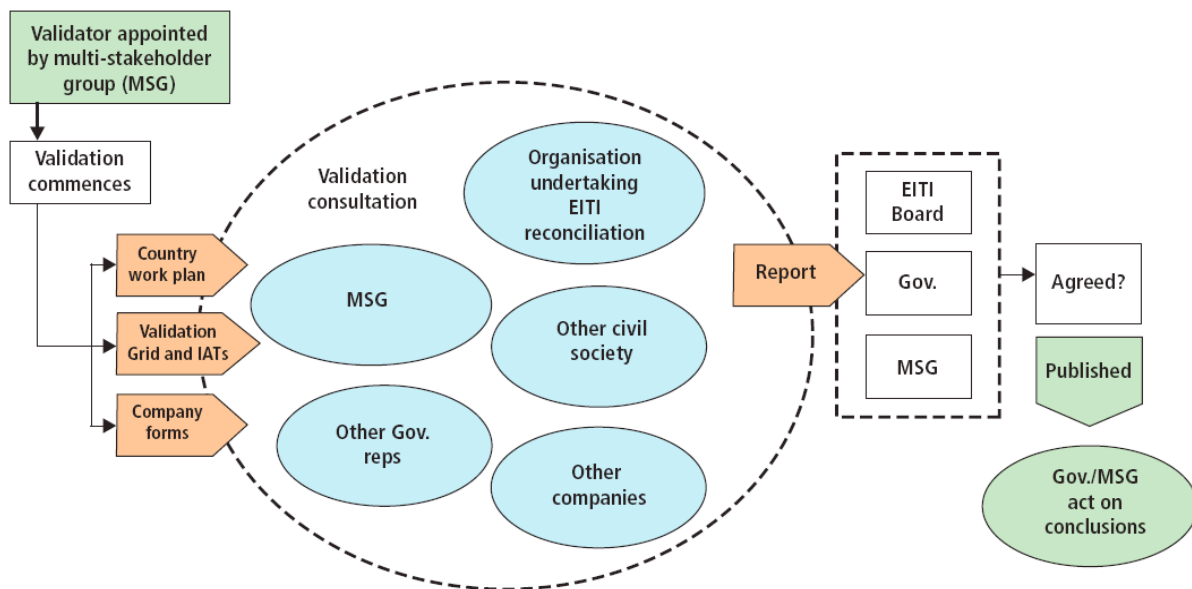 Validator appointed
by multi-stakeholder
group (MSG)
Validation
commences
Country
work plan
Validation
Grid and IATs
Company
forms
Validation
consultation
Organisation
undertaking
EITI
reconciliation
MSG
Other civil
society
Other Gov.
reps
Other
companies
Report
EITI
Board
Gov.
MSG
Agreed?
Published
Gov./MSG
act on
conclusions